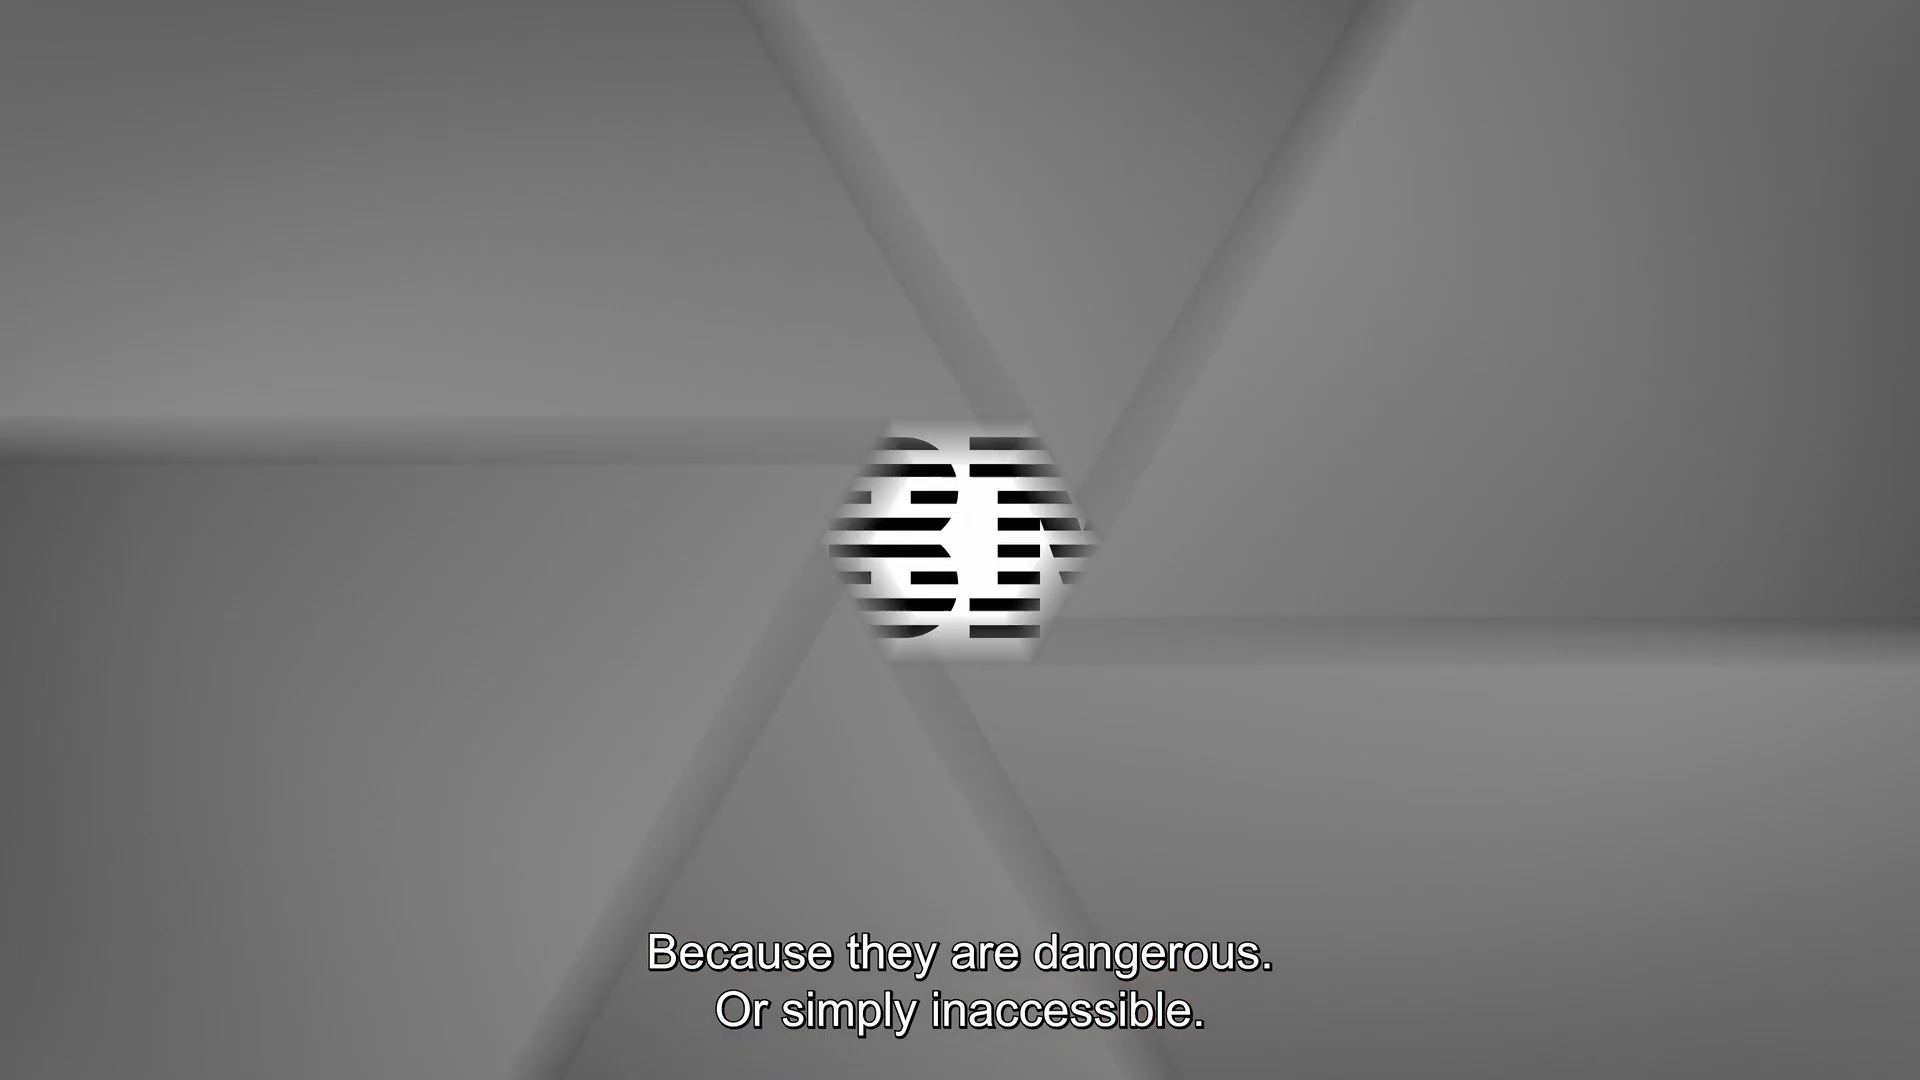 Because they are dangerous.
Or simply inaccessible.